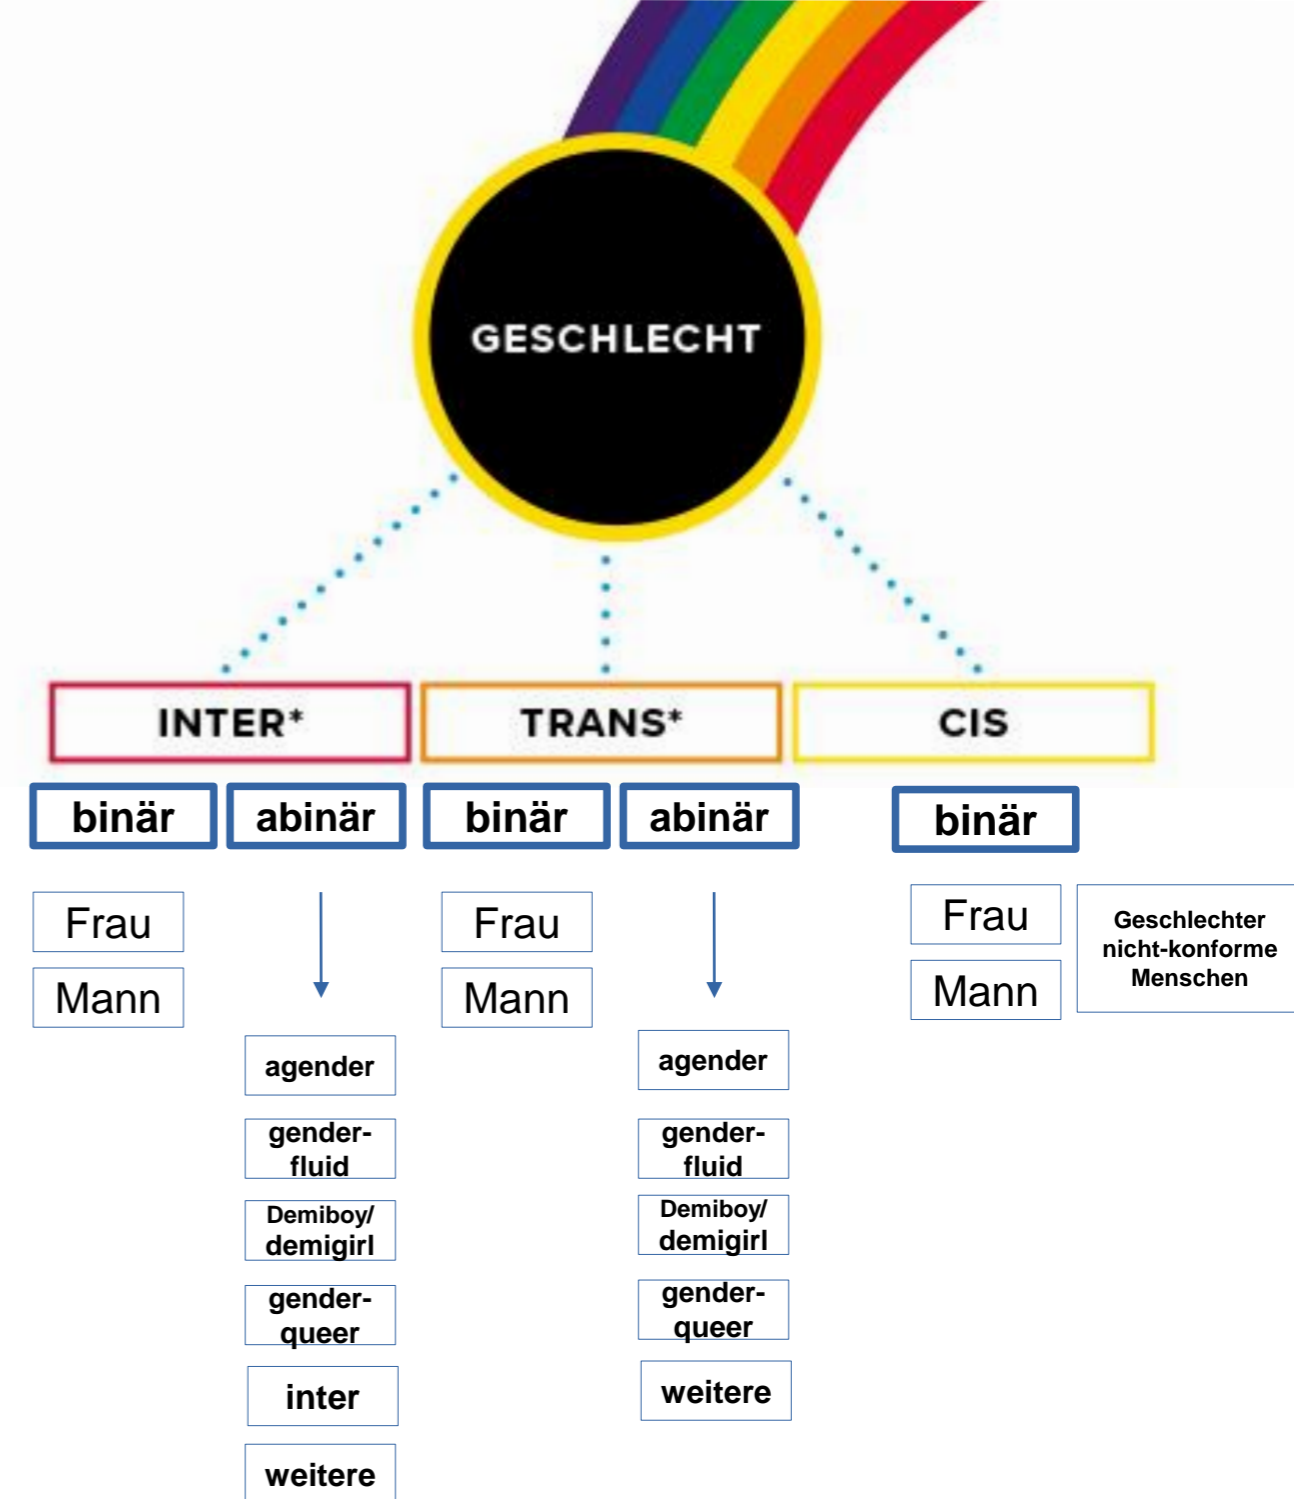 GESCHLECHT
INTER*
TRANS*
CIS
binär
abinär
binär
abinär
binär
Frau
Mann
Frau
Mann
Frau
Mann
Geschlechter
nicht-konforme
Menschen
agender
gender-
fluid
Demiboy/
demigirl
gender-
queer
inter
weitere
agender
gender-
fluid
Demiboy/
demigirl
gender-
queer
weitere